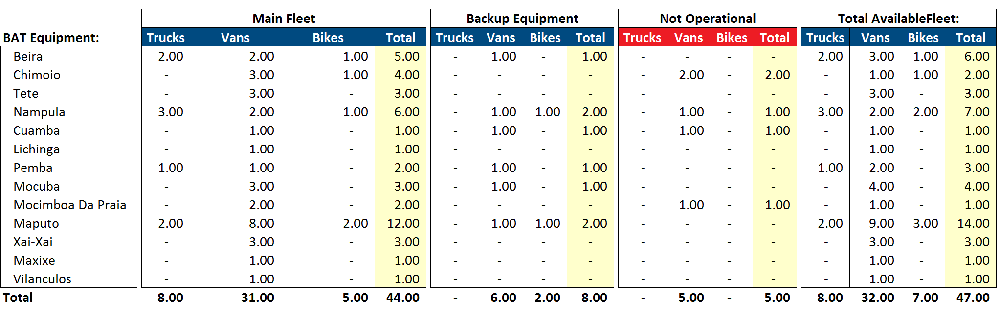 Main Fleet Backup Equipment Not Operational Total AvailableFleet:
BAT Equipment: Trucks Vans Bikes Total Trucks Vans Bikes Total Trucks Vans Bikes Total Trucks Vans Bikes Total
Beira 2.00 2.00 1.00 5.00 - 1.00 - 1.00 - - - - 2.00 3.00 1.00 6.00
Chimoio - 3.00 1.00 4.00 - - - - - 2.00 - 2.00 - 1.00 1.00 2.00
Tete - 3.00 - 3.00 - - - - - - - 3.00 - 3.00
Nampula 3.00 2.00 1.00 6.00 - 1.00 1.00 2.00 - 1.00 - 1.00 3.00 2.00 2.00 7.00
Cuamba - 1.00 - 1.00 - 1.00 - 1.00 - 1.00 - 1.00 - 1.00 - 1.00
Lichinga - 1.00 - 1.00 - - - - - - - - - 1.00 - 1.00
Pemba 1.00 1.00 - 2.00 - 1.00 - 1.00 - - - - 1.00 2.00 - 3.00
Mocuba - 3.00 - 3.00 - 1.00 - 1.00 - - - - - 4.00 - 4.00
Mocimboa Da Praia - 2.00 - 2.00 - - - - - 1.00 - 1.00 - 1.00 - 1.00
Maputo 2.00 8.00 2.00 12.00 - 1.00 1.00 2.00 - - - - 2.00 9.00 3.00 14.00
Xai-Xai - 3.00 - 3.00 - - - - - - - - - 3.00 - 3.00
Maxixe - 1.00 - 1.00 - - - - - - - - - 1.00 - 1.00
Vilanculos - 1.00 - 1.00 - - - - - - - - - 1.00 - 1.00
Total 8.00 31.00 5.00 44.00 - 6.00 2.00 8.00 - 5.00 - 5.00 8.00 32.00 7.00 47.00